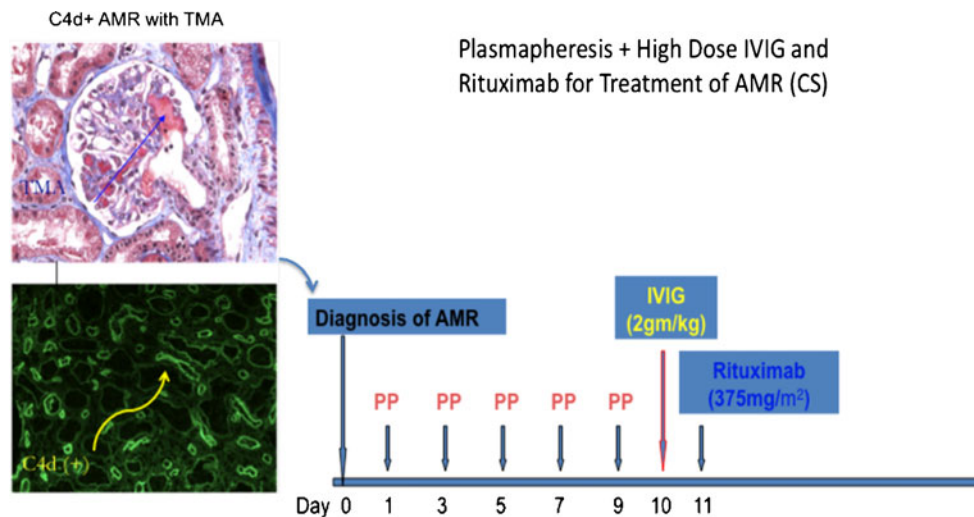 C4d+ AMR with TMA
Plasmapheresis + High Dose IVIG and
Rituximab for Treatment of AMR (CS)
TMA
C4d (+)
Diagnosis of AMR
IVIG
(2gm/kg)
Rituximab
(375mg/m²)
PP PP PP PP PP
Day 0 1 3 5 7 9 10 11